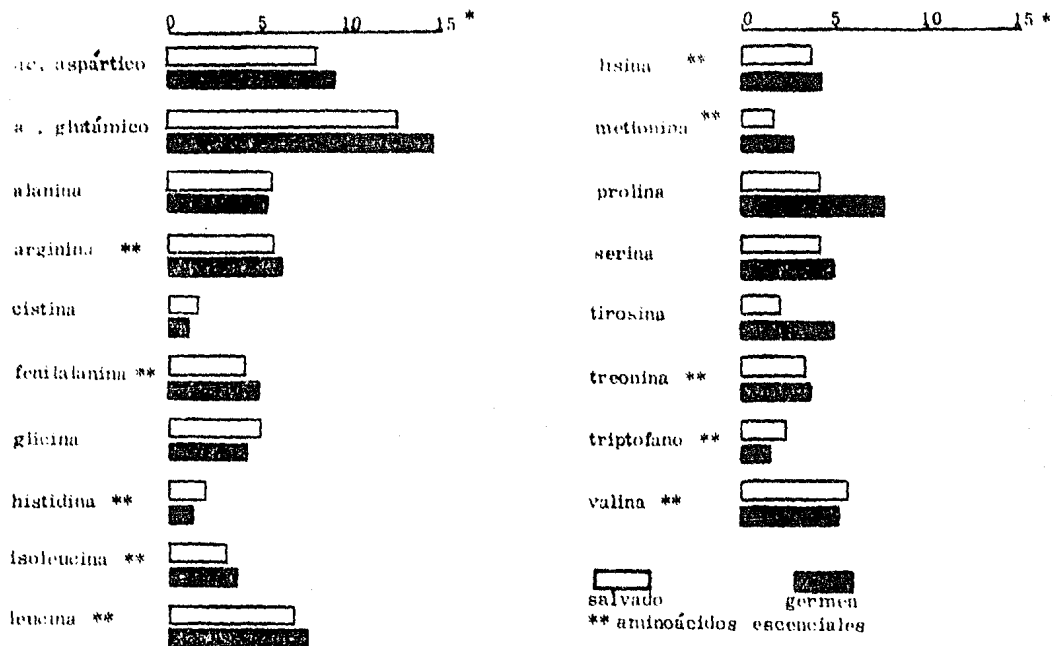 0 5 10 15 *
ac. aspártico
a . glutámico
alanina
arginina **
cistina
fenilalanina **
glicina
histidina **
isoleucina **
leucina **
0 5 10 15 *
lisina **
metionina **
prolina
serina
tirosina
treonina **
triptofano **
valina **
salvado germen
** aminoácidos escenciales